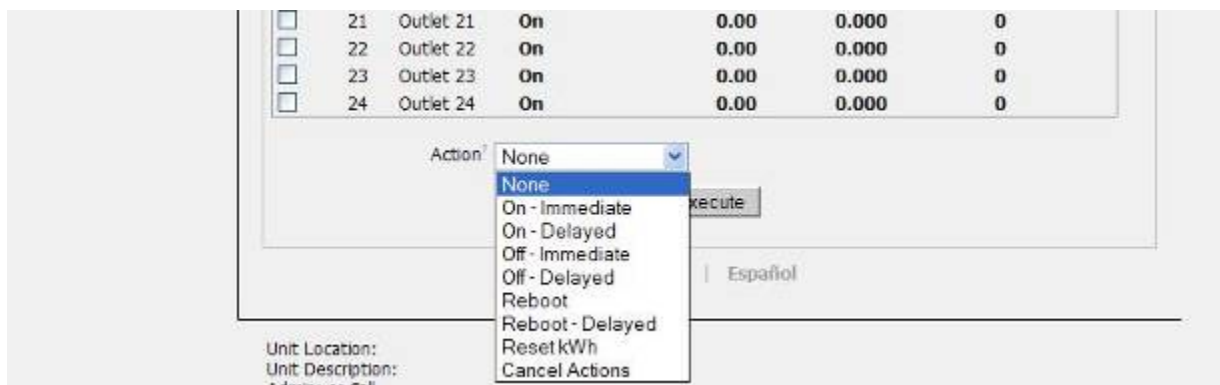 21 Outlet 21 On 0.00 0.000 0
22 Outlet 22 On 0.00 0.000 0
23 Outlet 23 On 0.00 0.000 0
24 Outlet 24 On 0.00 0.000 0
Action? None
None
On - Immediate
On - Delayed
Off - Immediate
Off - Delayed
Reboot
Reboot - Delayed
Reset kWh
Cancel Actions
xecute
| Español
Unit Location:
Unit Description: